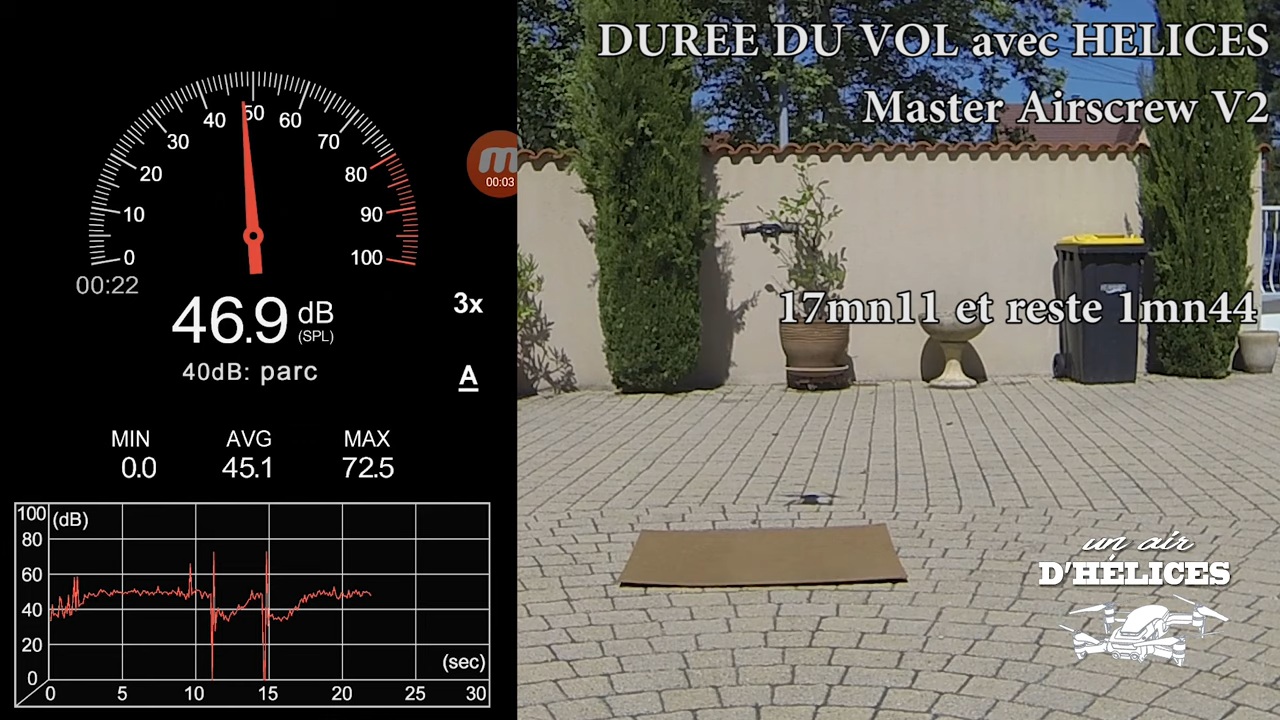 DUREE DU VOL avec HELICES
Master Airscrew V2
17mn11 et reste 1mn44
0
10
20
30
40
50
60
70
80
90
100
00:22
00:03
46.9 dB
(SPL)
40dB: parc
3x
A
MIN AVG MAX
0.0 45.1 72.5
100 (dB)
80
60
40
20
0
(sec)
0 5 10 15 20 25 30
un air
D'HÉLICES